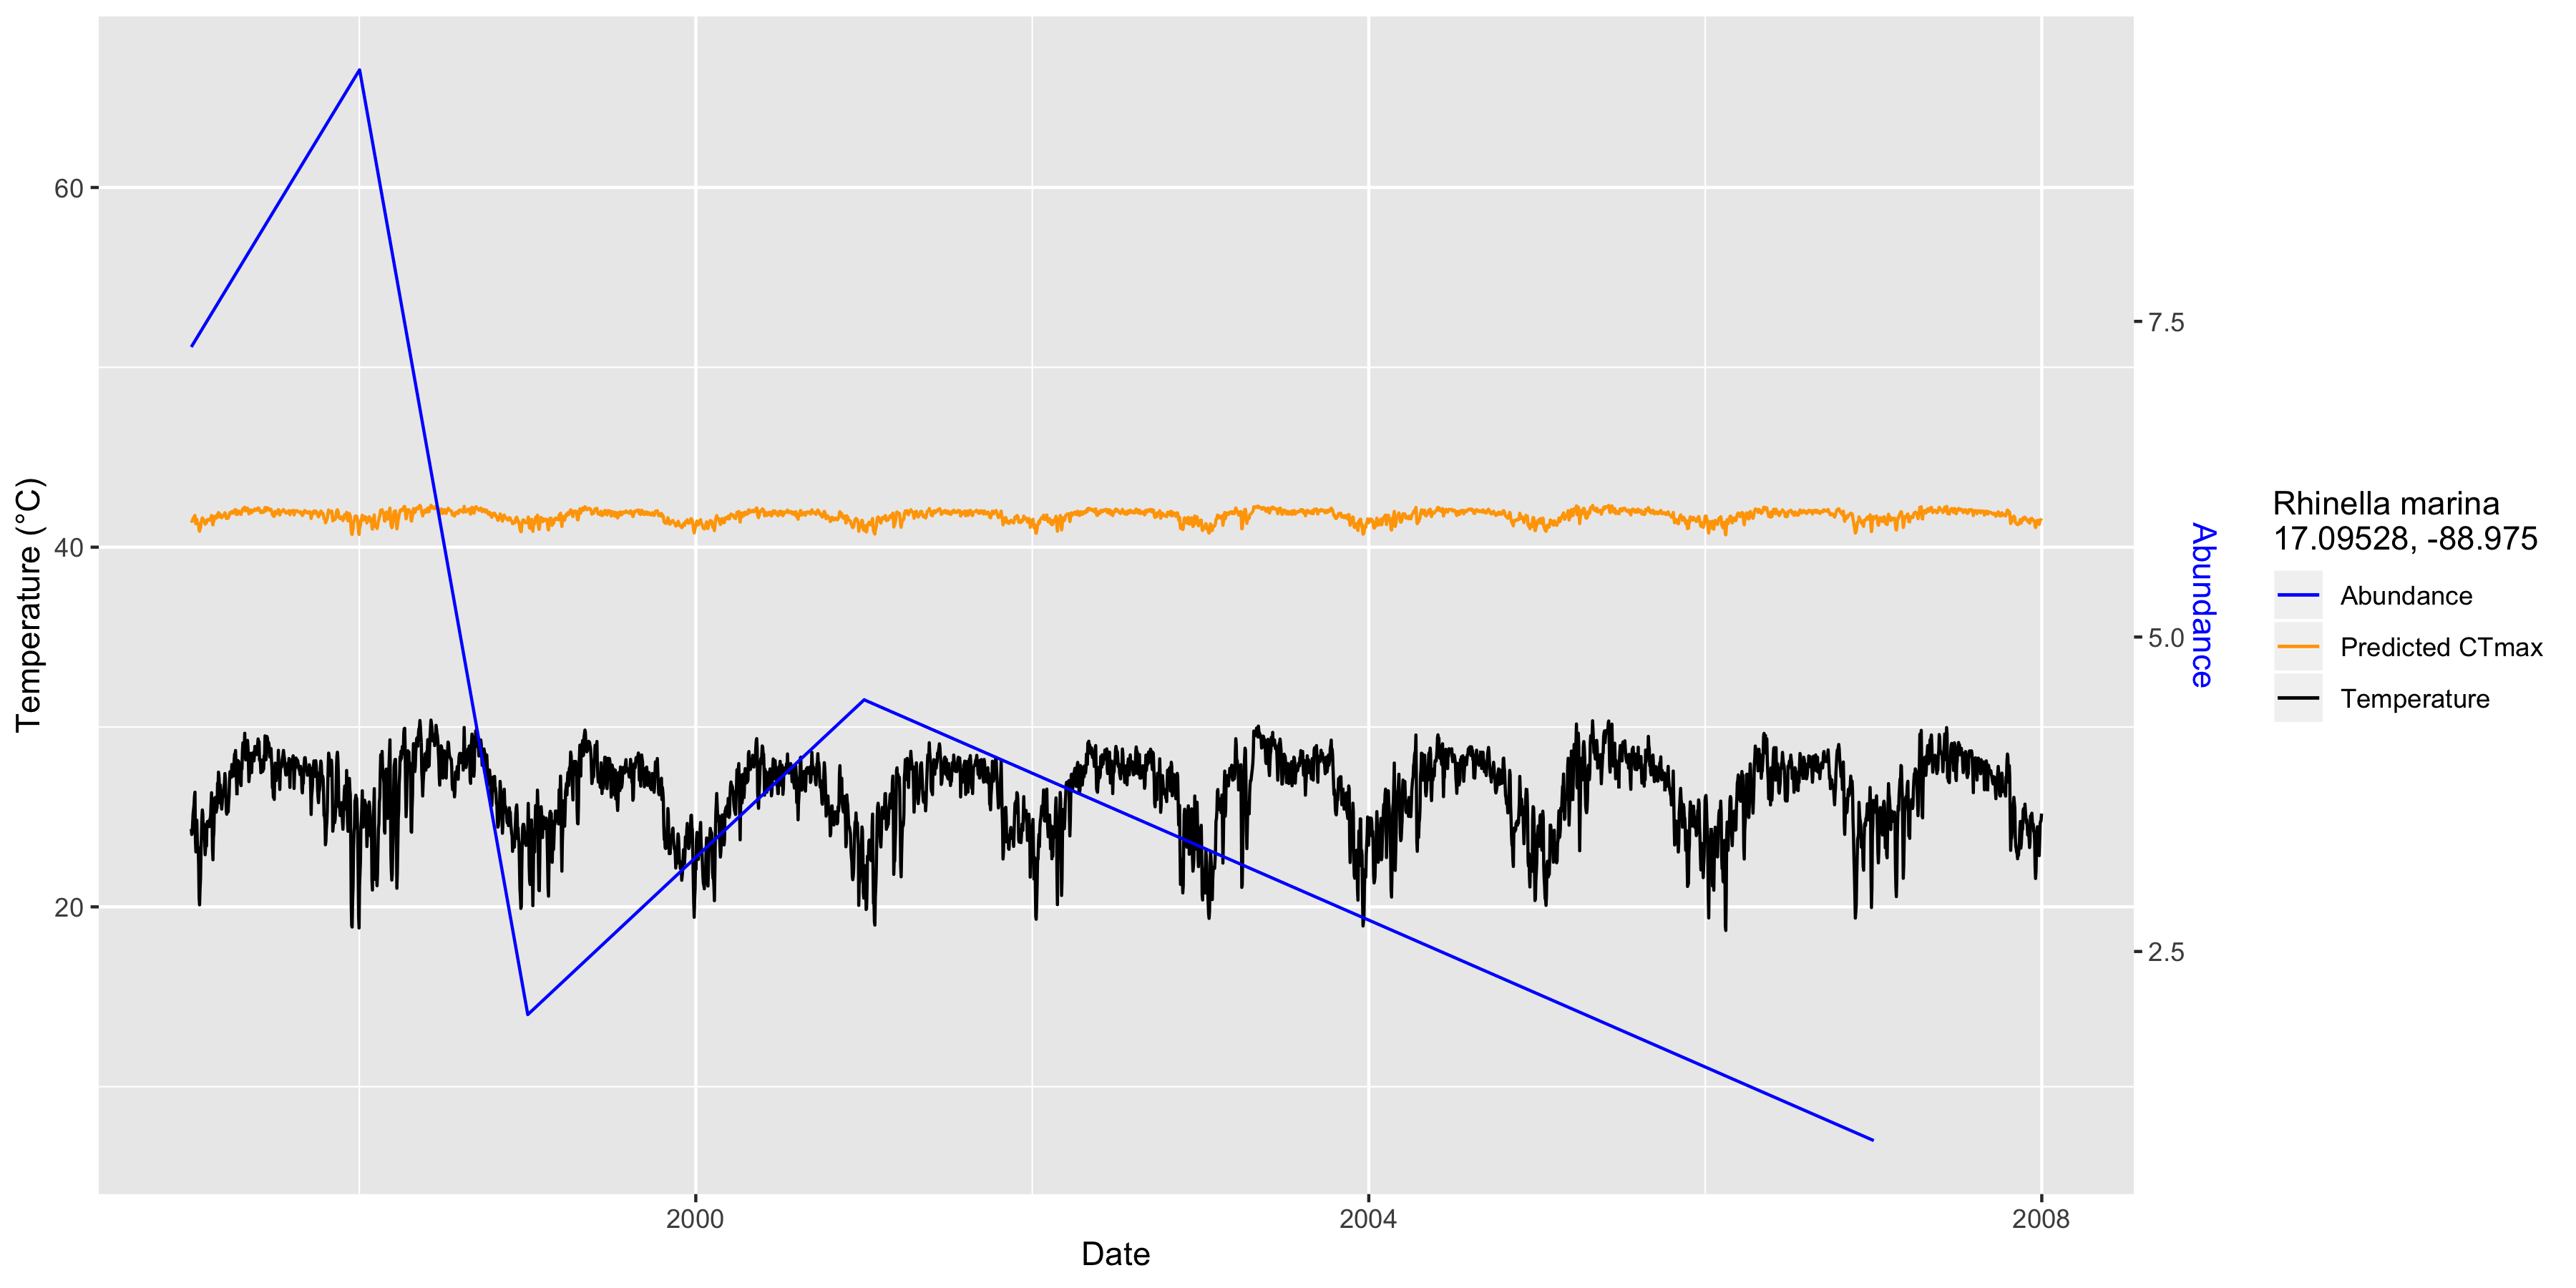 Temperature (°C)
60
40
20
2000
2004
2008
Date
7.5
5.0
2.5
Abundance
Rhinella marina
17.09528, -88.975
Abundance
Predicted CTmax
Temperature